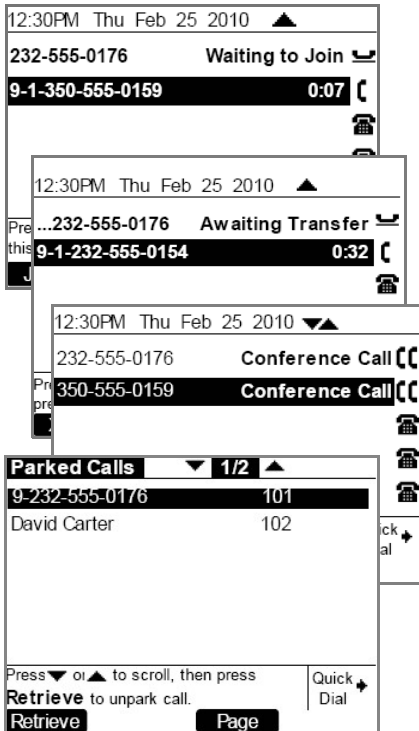 12:30PM Thu Feb 25 2010
232-555-0176 Waiting to Join
9-1-350-555-0159 0:07
Pre
this
J
12:30PM Thu Feb 25 2010
...232-555-0176 Awaiting Transfer
9-1-232-555-0154 0:32
Pre
pre
12:30PM Thu Feb 25 2010
232-555-0176 Conference Call
350-555-0159 Conference Call
ick
al
Parked Calls 1/2
9-232-555-0176 101
David Carter 102
Press or to scroll, then press
Retrieve to unpark call.
Quick
Dial
Retrieve Page